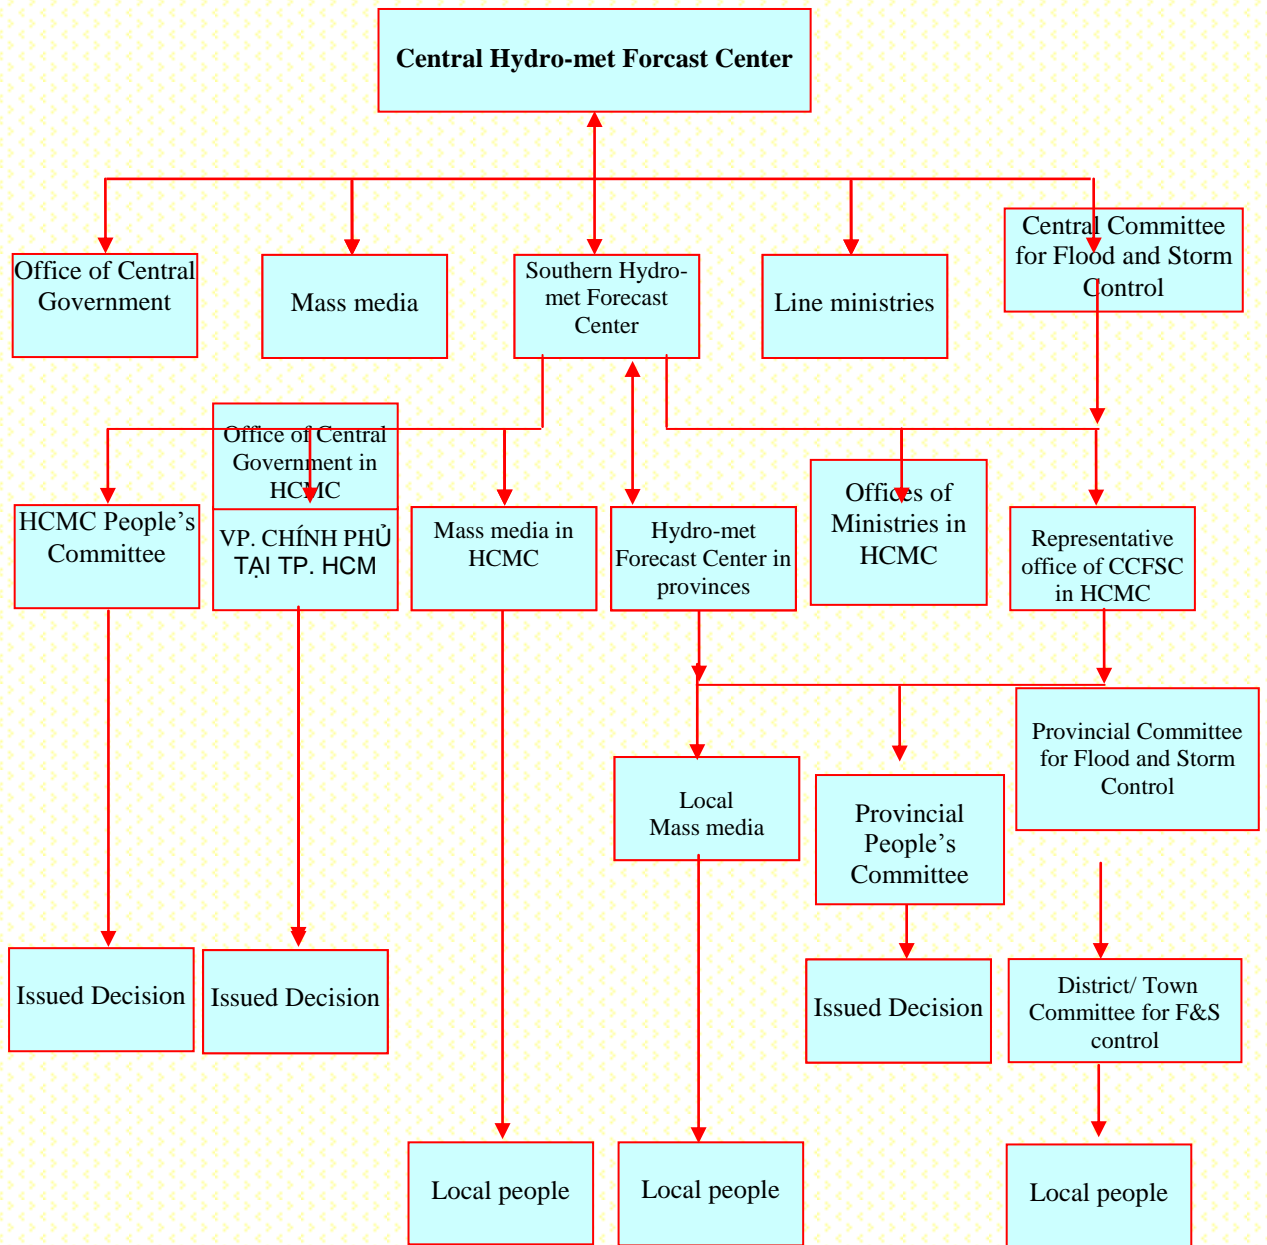 Central Hydro-met Forcast Center
Office of Central
Government
Mass media
Southern Hydro-
met Forecast
Center
Line ministries
Central Committee
for Flood and Storm
Control
Office of Central
Government in
HCMC
HCMC People’s
Committee
VP. CHÍNH PHỦ
TẠI TP. HCM
Mass media in
HCMC
Hydro-met
Forecast Center in
provinces
Offices of
Ministries in
HCMC
Representative
office of CCFSC
in HCMC
Local
Mass media
Provincial
People’s
Committee
Provincial Committee
for Flood and Storm
Control
Issued Decision
Issued Decision
Issued Decision
District/ Town
Committee for F&S
control
Local people
Local people
Local people